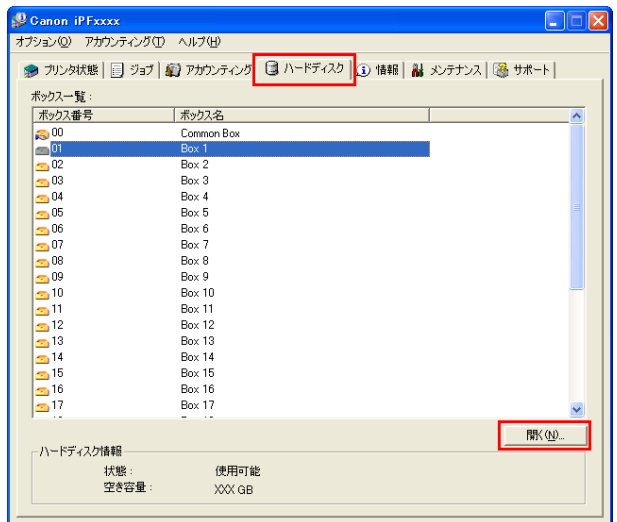 Canon iPFxxxx
オプション(O) アカウンティング(T) ヘルプ(H)
プリンタ状態 ジョブ アカウンティング ハードディスク 情報 メンテナンス サポート
ボックス一覧 :
ボックス番号 ボックス名
00 Common Box
01 Box 1
02 Box 2
03 Box 3
04 Box 4
05 Box 5
06 Box 6
07 Box 7
08 Box 8
09 Box 9
10 Box 10
11 Box 11
12 Box 12
13 Box 13
14 Box 14
15 Box 15
16 Box 16
17 Box 17
開く(N)...
ハードディスク情報
状態 : 使用可能
空き容量 : XXX GB